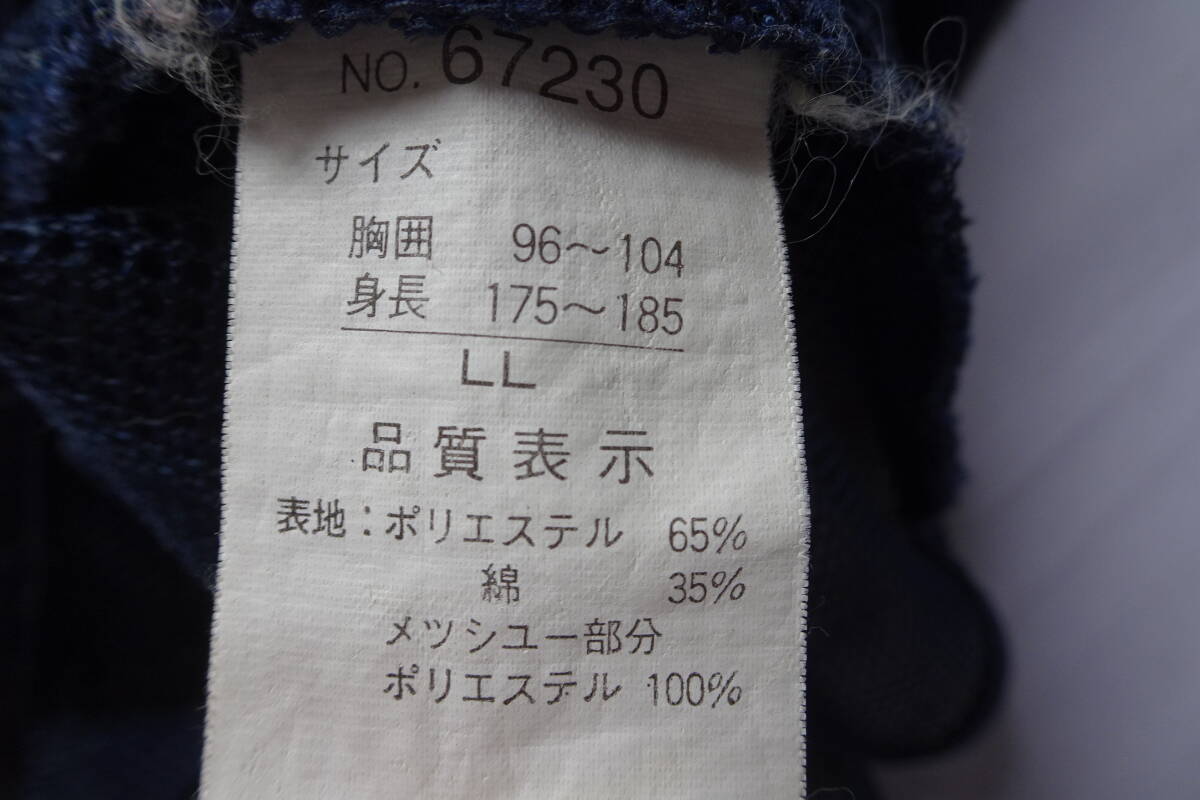 NO. 67230
サイズ
胸囲 96〜104
身長 175〜185
LL
品質表示
表地：ポリエステル 65%
綿 35%
メツシユー部分
ポリエステル 100%